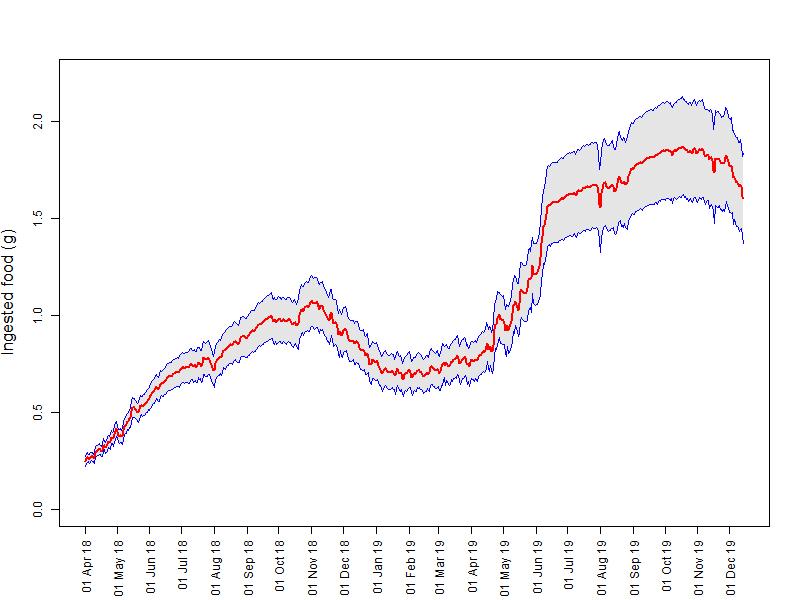 Ingested food (g)
2.0
1.5
1.0
0.5
0.0
01 Apr 18
01 May 18
01 Jun 18
01 Jul 18
01 Aug 18
01 Sep 18
01 Oct 18
01 Nov 18
01 Dec 18
01 Jan 19
01 Feb 19
01 Mar 19
01 Apr 19
01 May 19
01 Jun 19
01 Jul 19
01 Aug 19
01 Sep 19
01 Oct 19
01 Nov 19
01 Dec 19